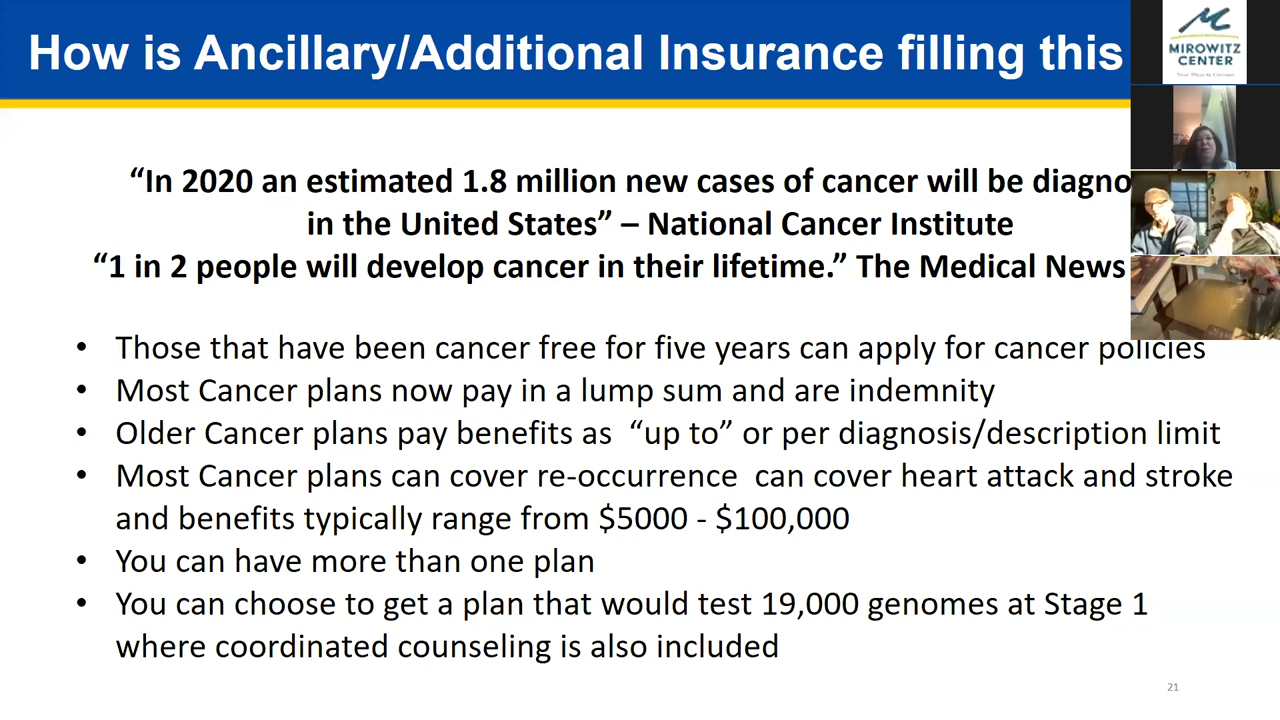 How is Ancillary/Additional Insurance filling this
MIROWITZ
CENTER
“In 2020 an estimated 1.8 million new cases of cancer will be
in the United States” – National Cancer Institute
“1 in 2 people will develop cancer in their lifetime.” The Medical News
• Those that have been cancer free for five years can apply for cancer policies
• Most Cancer plans now pay in a lump sum and are indemnity
• Older Cancer plans pay benefits as “up to” or per diagnosis/description limit
• Most Cancer plans can cover re-occurrence can cover heart attack and stroke
and benefits typically range from $5000 - $100,000
• You can have more than one plan
• You can choose to get a plan that would test 19,000 genomes at Stage 1
where coordinated counseling is also included
21